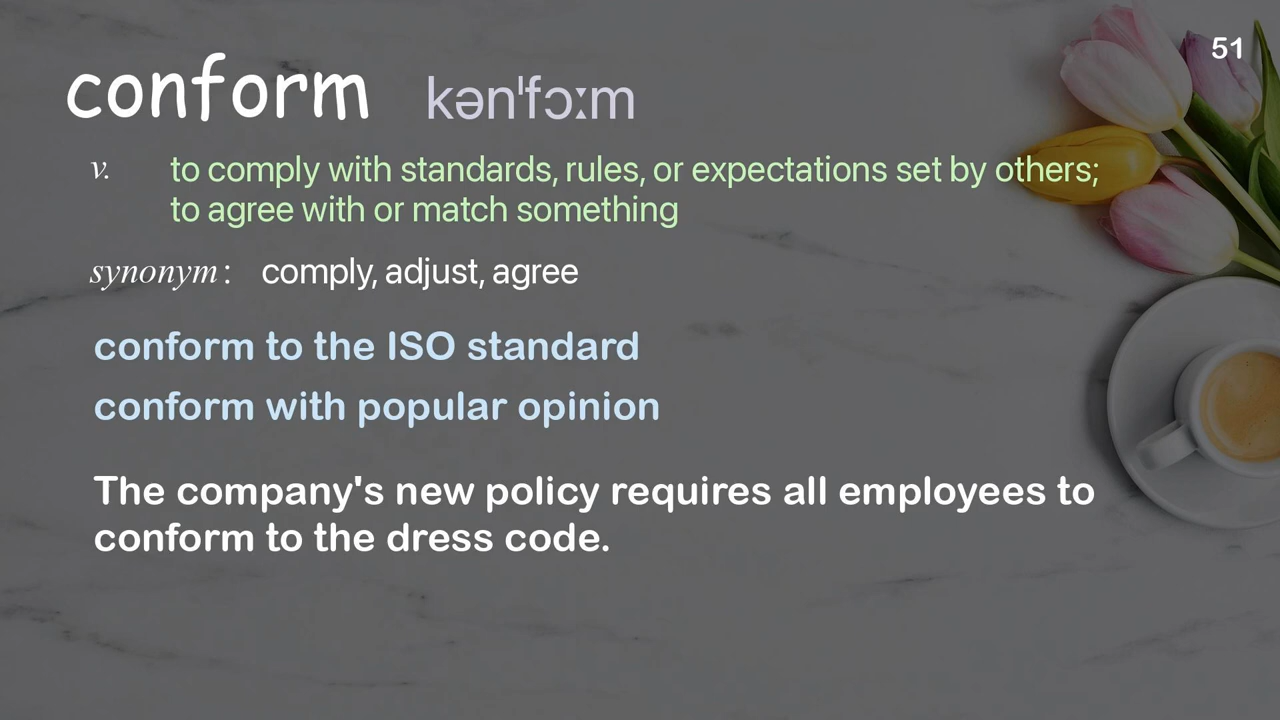 51
conform kənˈfɔːm
v. to comply with standards, rules, or expectations set by others;
to agree with or match something
synonym : comply, adjust, agree
conform to the ISO standard
conform with popular opinion
The company's new policy requires all employees to
conform to the dress code.